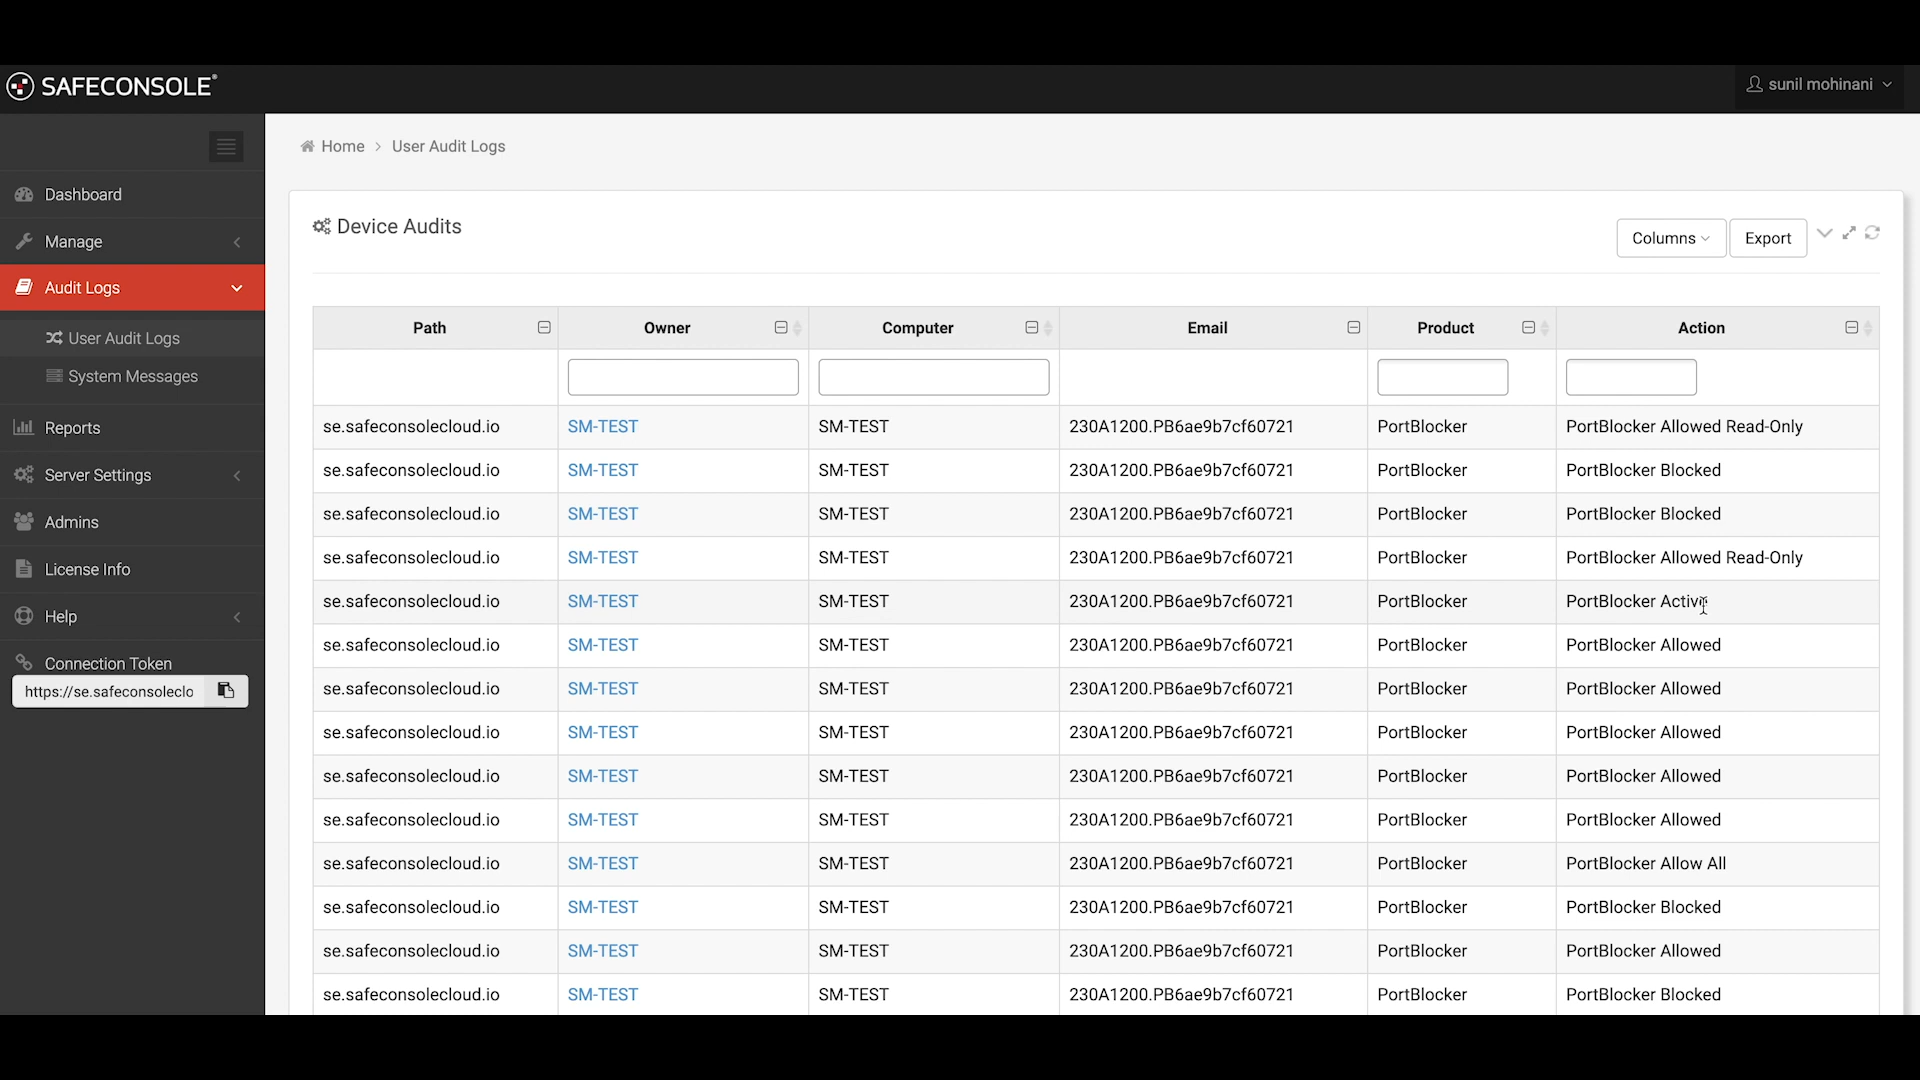 SAFECONSOLE®
sunil mohinani
Home > User Audit Logs
Dashboard
Manage
Audit Logs
User Audit Logs
System Messages
Reports
Server Settings
Admins
License Info
Help
Connection Token
https://se.safeconsoleclo
Device Audits
Columns
Export
Path Owner Computer Email Product Action
se.safeconsolecloud.io SM-TEST SM-TEST 230A1200.PB6ae9b7cf60721 PortBlocker PortBlocker Allowed Read-Only
se.safeconsolecloud.io SM-TEST SM-TEST 230A1200.PB6ae9b7cf60721 PortBlocker PortBlocker Blocked
se.safeconsolecloud.io SM-TEST SM-TEST 230A1200.PB6ae9b7cf60721 PortBlocker PortBlocker Blocked
se.safeconsolecloud.io SM-TEST SM-TEST 230A1200.PB6ae9b7cf60721 PortBlocker PortBlocker Allowed Read-Only
se.safeconsolecloud.io SM-TEST SM-TEST 230A1200.PB6ae9b7cf60721 PortBlocker PortBlocker Active
se.safeconsolecloud.io SM-TEST SM-TEST 230A1200.PB6ae9b7cf60721 PortBlocker PortBlocker Allowed
se.safeconsolecloud.io SM-TEST SM-TEST 230A1200.PB6ae9b7cf60721 PortBlocker PortBlocker Allowed
se.safeconsolecloud.io SM-TEST SM-TEST 230A1200.PB6ae9b7cf60721 PortBlocker PortBlocker Allowed
se.safeconsolecloud.io SM-TEST SM-TEST 230A1200.PB6ae9b7cf60721 PortBlocker PortBlocker Allowed
se.safeconsolecloud.io SM-TEST SM-TEST 230A1200.PB6ae9b7cf60721 PortBlocker PortBlocker Allowed
se.safeconsolecloud.io SM-TEST SM-TEST 230A1200.PB6ae9b7cf60721 PortBlocker PortBlocker Allow All
se.safeconsolecloud.io SM-TEST SM-TEST 230A1200.PB6ae9b7cf60721 PortBlocker PortBlocker Blocked
se.safeconsolecloud.io SM-TEST SM-TEST 230A1200.PB6ae9b7cf60721 PortBlocker PortBlocker Allowed
se.safeconsolecloud.io SM-TEST SM-TEST 230A1200.PB6ae9b7cf60721 PortBlocker PortBlocker Blocked